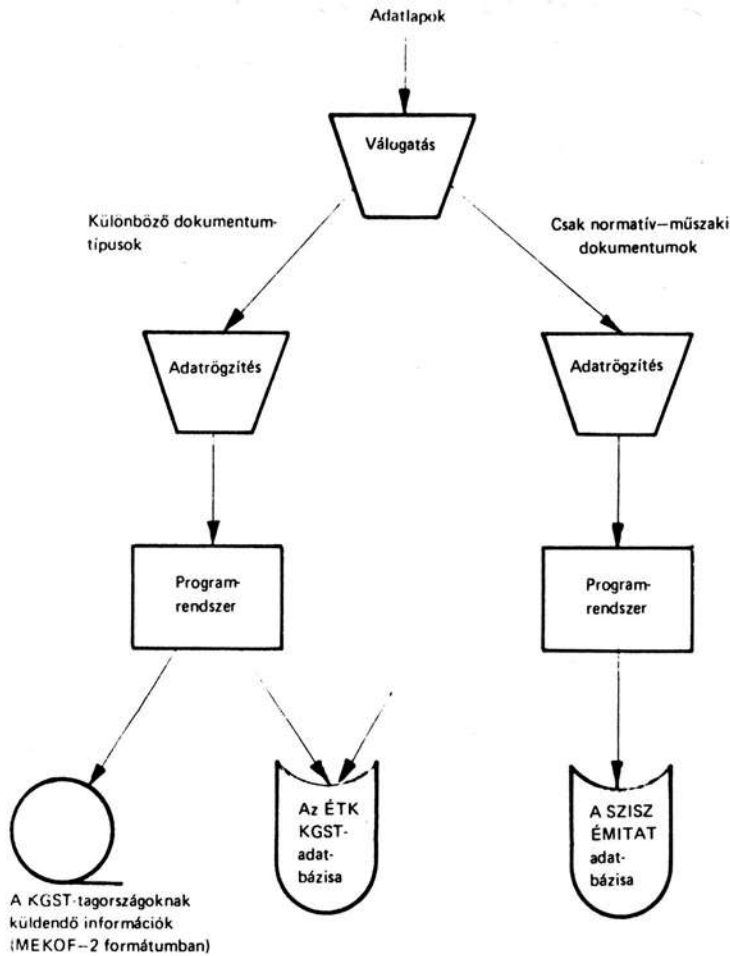 Adatlapok
Válogatás
Különböző dokumentum-
típusok
Csak normatív—műszaki
dokumentumok
Adatrögzítés
Adatrögzítés
Program-
rendszer
Program-
rendszer
Az ÉTK
KGST-
adat-
bázisa
A SZISZ
ÉMITAT
adat-
bázisa
A KGST-tagországoknak
küldendő információk
(MEKOF—2 formátumban)